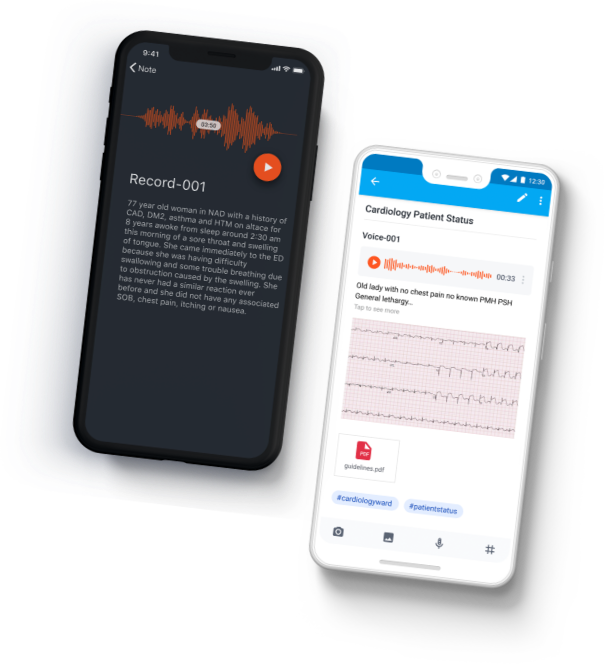 9:41
Note
03:50
Record-001
77 year old woman in NAD with a history of
CAD, DM2, asthma and HTM on altace for
8 years awoke from sleep around 2:30 am
this morning of a sore throat and swelling
of tongue. She came immediately to the ED
because she was having difficulty
swallowing and some trouble breathing due
to obstruction caused by the swelling. She
has never had a similar reaction ever
before and she did not have any associated
SOB, chest pain, itching or nausea.
12:30
Cardiology Patient Status
Voice-001
00:33
Old lady with no chest pain no known PMH PSH
General lethargy..
Tap to see more
PDF
guidelines.pdf
#cardiologyward
#patientstatus